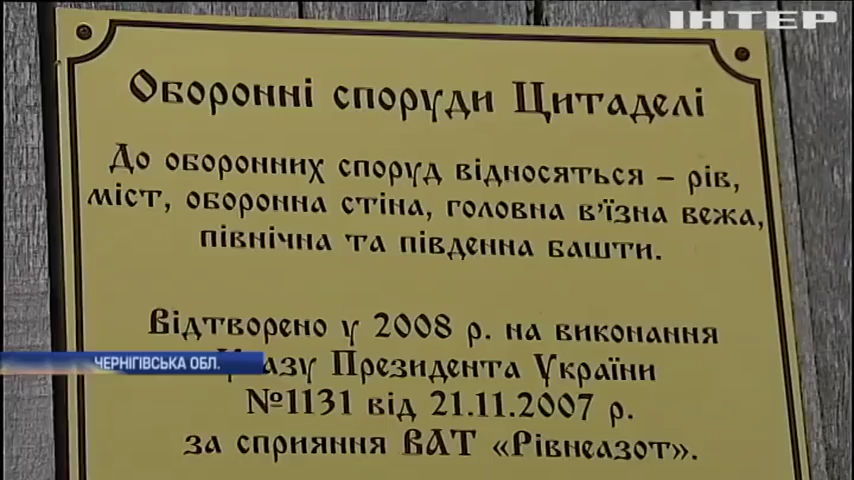 ІНТЕР
Оборонні споруди Цитаделі
До оборонних споруд відносяться – рів,
міст, оборонна стіна, головна в'їзна вежа,
північна та південна башти.
Відтворено у 2008 р. на виконання
ЧЕРНІГІВСЬКА ОБЛ.
Президента України
№1131 від 21.11.2007 р.
за сприяння ВАТ «Рівнеазот».